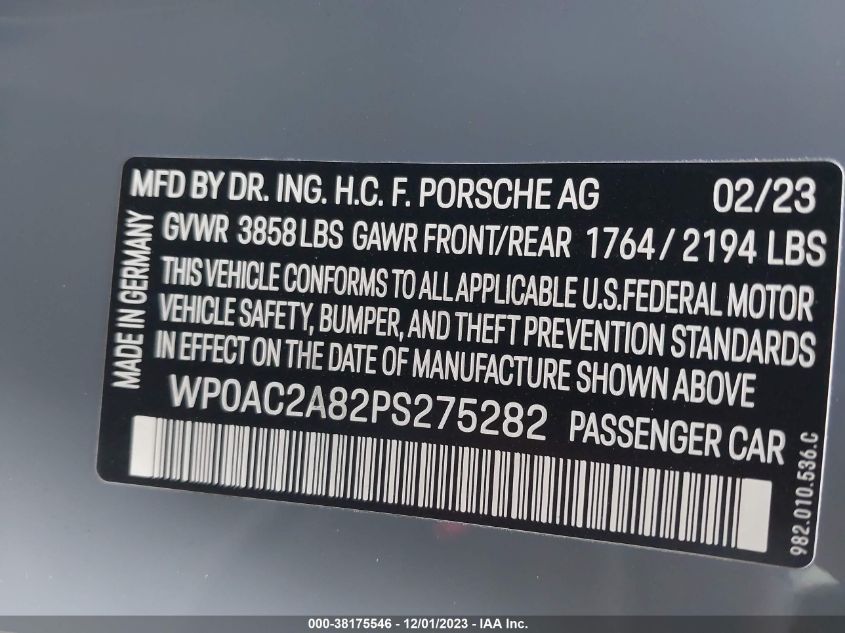 MFD BY DR. ING. H.C. F. PORSCHE AG 02/23
GVWR 3858 LBS GAWR FRONT/REAR 1764/2194 LBS
THIS VEHICLE CONFORMS TO ALL APPLICABLE U.S.FEDERAL MOTOR
VEHICLE SAFETY, BUMPER, AND THEFT PREVENTION STANDARDS
IN EFFECT ON THE DATE OF MANUFACTURE SHOWN ABOVE
WP0AC2A82PS275282 PASSENGER CAR
MADE IN GERMANY
982.010.536.C
000-38175546 - 12/01/2023 - IAA Inc.